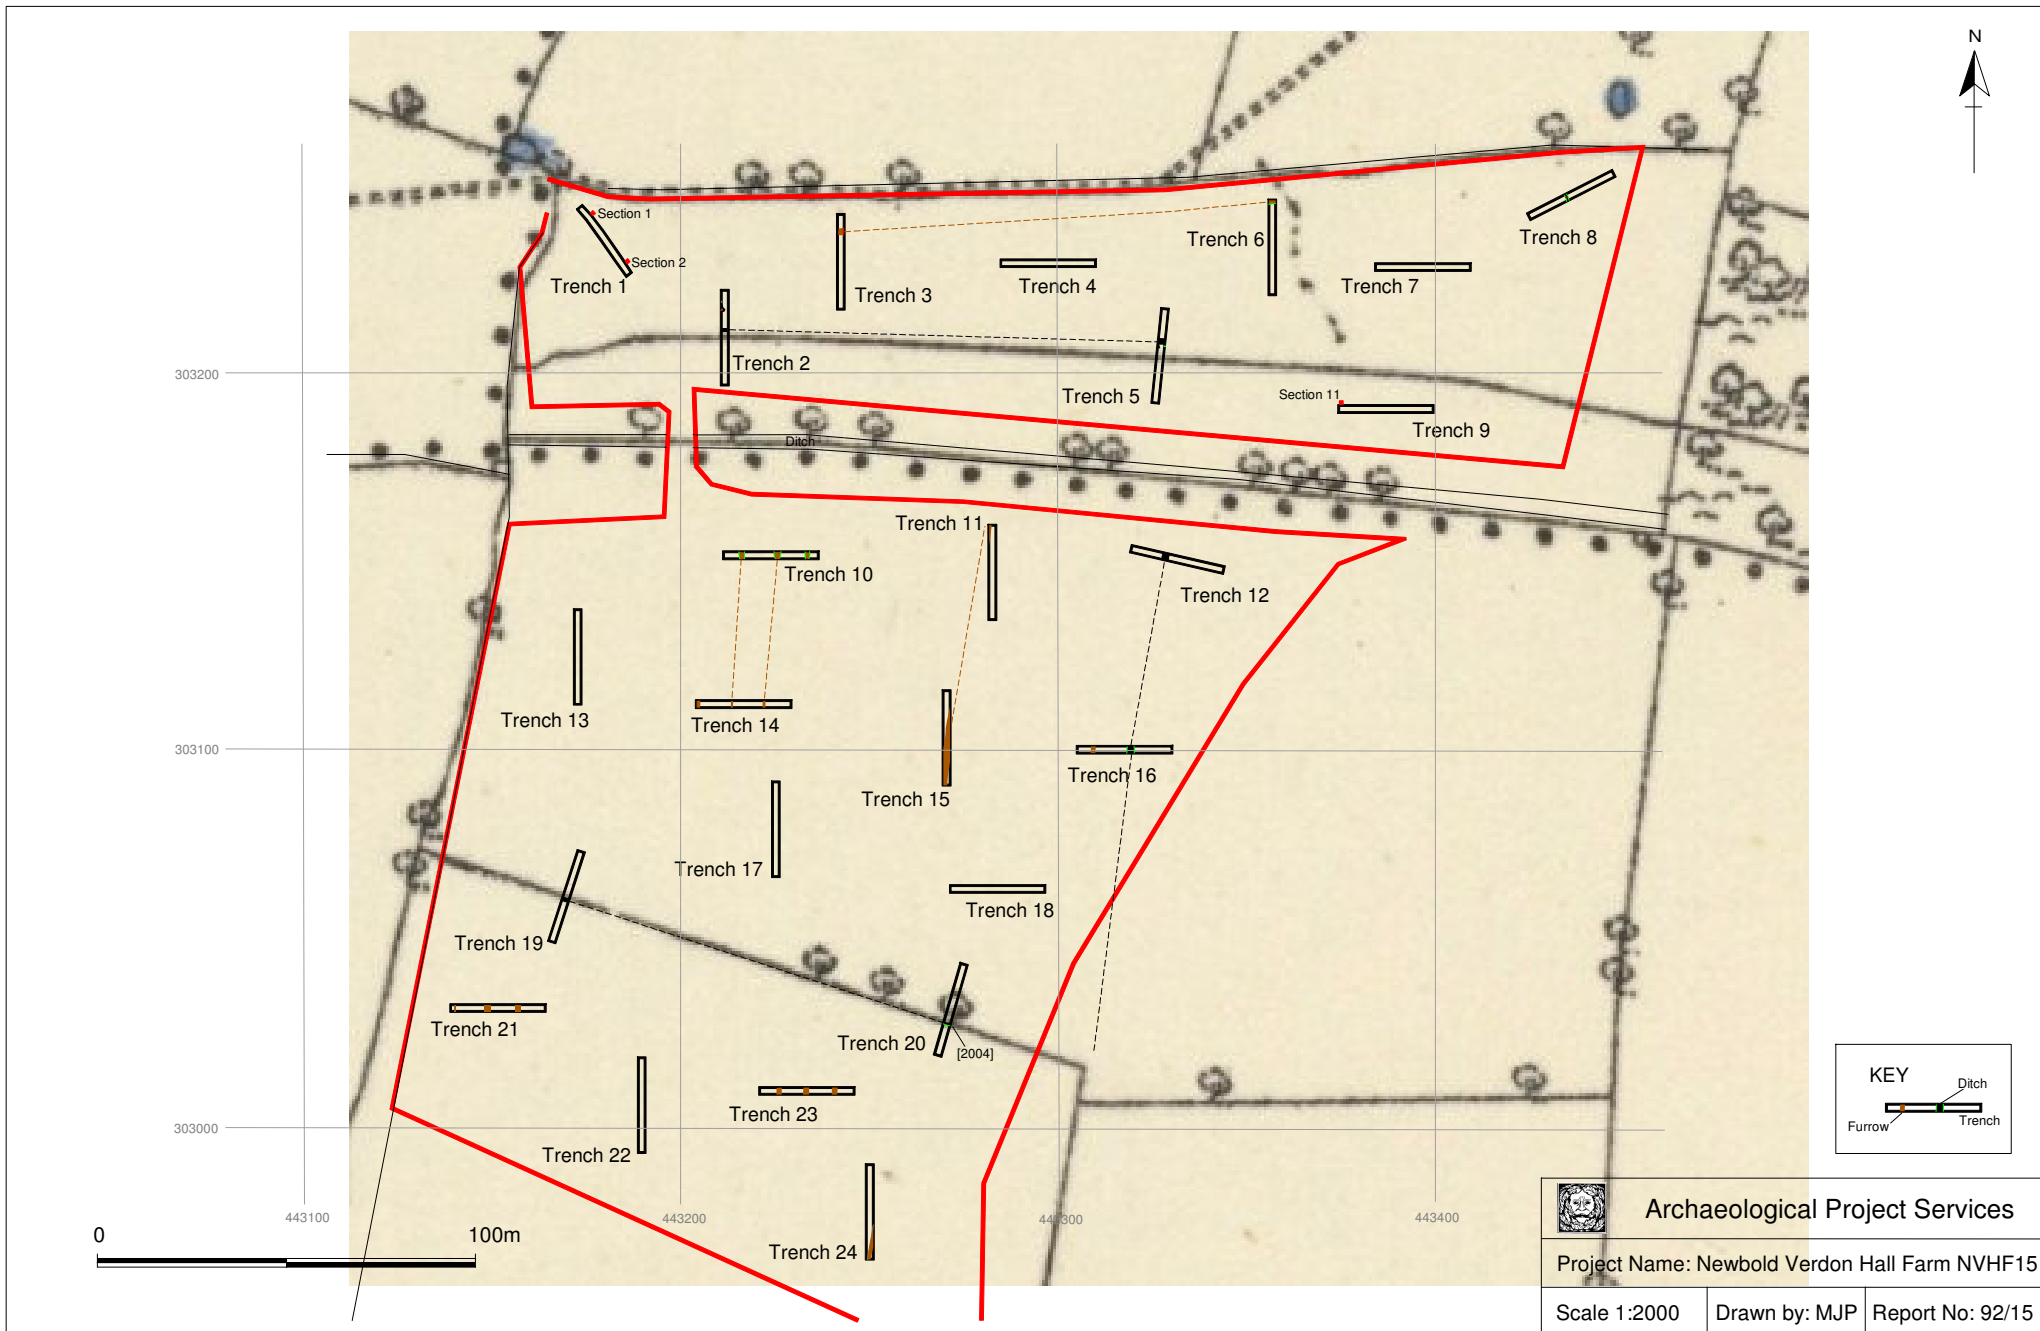 N
Section 1
Section 2
Trench 1
Trench 2
Trench 3
Trench 4
Trench 5
Trench 6
Trench 7
Trench 8
303200
Section 11
Trench 9
Ditch
Trench 10
Trench 11
Trench 12
Trench 13
Trench 14
303100
Trench 15
Trench 16
Trench 17
Trench 18
Trench 19
Trench 20
[2004]
Trench 21
Trench 22
Trench 23
303000
Trench 24
443100
443200
443300
443400
0 100m
KEY
Ditch
Furrow
Trench
Archaeological Project Services
Project Name: Newbold Verdon Hall Farm NVHF15
Scale 1:2000
Drawn by: MJP
Report No: 92/15